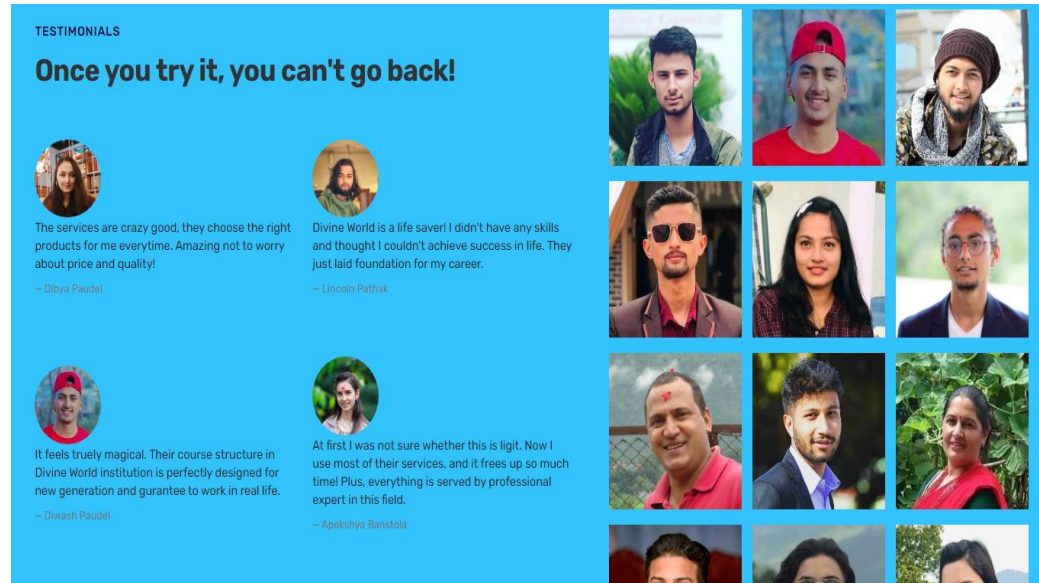 TESTIMONIALS
Once you try it, you can't go back!
The services are crazy good, they choose the right
products for me everytime. Amazing not to worry
about price and quality!
– Dibya Paudel
Divine World is a life saver! I didn't have any skills
and thought I couldn't achieve success in life. They
just laid foundation for my career.
– Lincoln Pathak
It feels truely magical. Their course structure in
Divine World institution is perfectly designed for
new generation and gurantee to work in real life.
– Diwash Paudel
At first I was not sure whether this is ligit. Now I
use most of their services, and it frees up so much
time! Plus, everything is served by professional
expert in this field.
– Apekshya Banstola